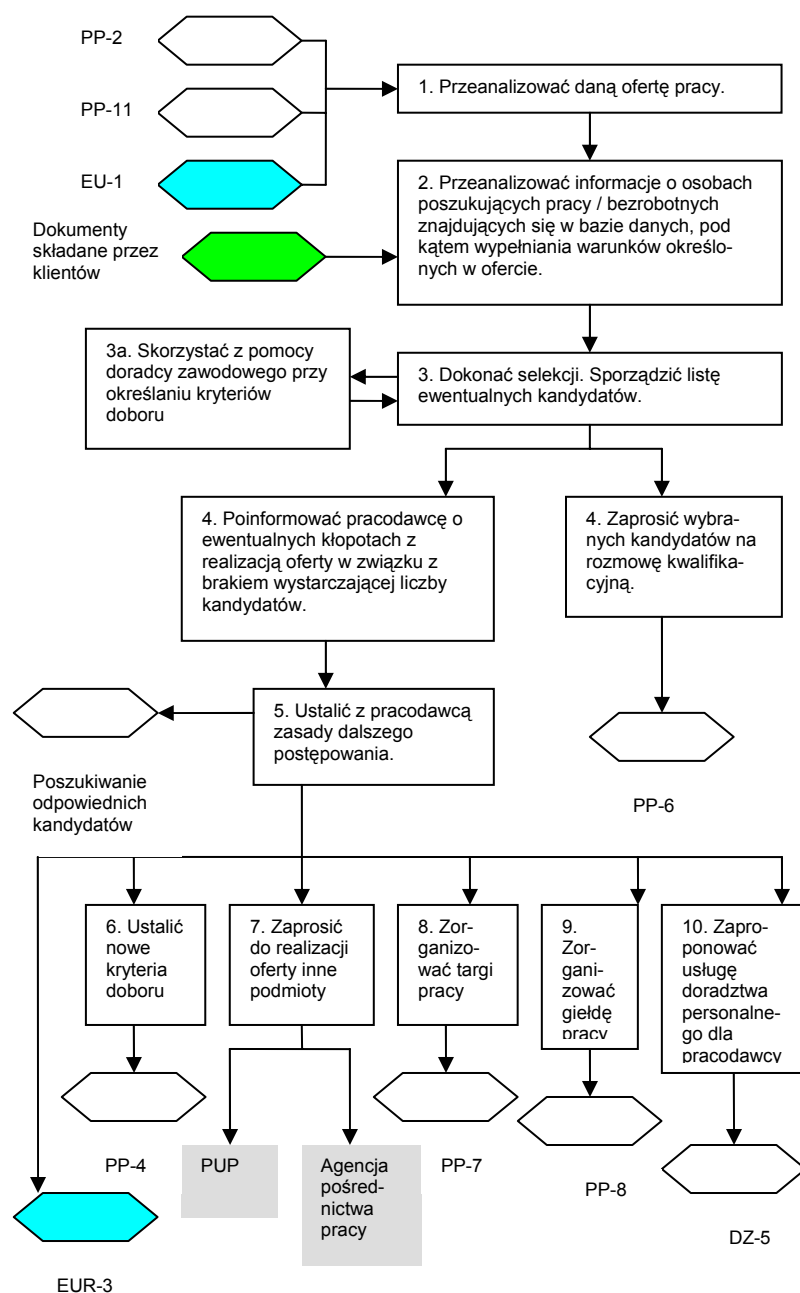 PP-2
1. Przeanalizować daną ofertę pracy.
PP-11
EU-1
2. Przeanalizować informacje o osobach
poszukujących pracy / bezrobotnych
znajdujących się w bazie danych, pod
kątem wypełniania warunków określo-
nych w ofercie.
Dokumenty
składane przez
klientów
3a. Skorzystać z pomocy
doradcy zawodowego przy
określaniu kryteriów
doboru
3. Dokonać selekcji. Sporządzić listę
ewentualnych kandydatów.
4. Poinformować pracodawcę o
ewentualnych kłopotach z
realizacją oferty w związku z
brakiem wystarczającej liczby
kandydatów.
4. Zaprosić wybra-
nych kandydatów na
rozmowę kwalifika-
cyjną.
5. Ustalić z pracodawcą
zasady dalszego
postępowania.
Poszukiwanie
odpowiednich
kandydatów
PP-6
6. Ustalić
nowe
kryteria
doboru
7. Zaprosić
do realizacji
oferty inne
podmioty
8. Zor-
ganizo-
wać targi
pracy
9.
Zor-
gani-
zować
giełdę
pracy
10. Zapro-
ponować
usługę
doradztwa
personalne-
go dla
pracodawcy
PP-4
PUP
Agencja
pośred-
nictwa
pracy
PP-7
PP-8
DZ-5
EUR-3